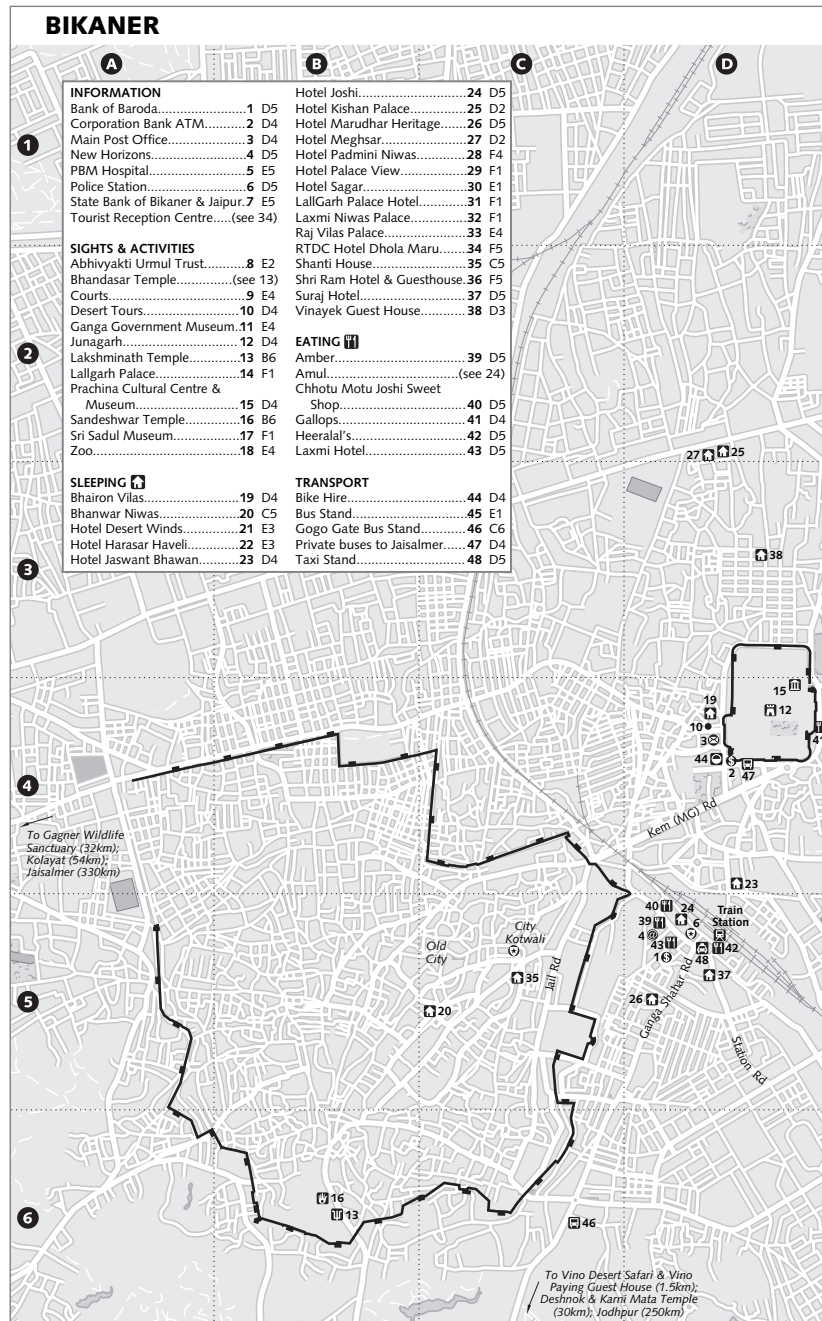 BIKANER
A B C D
INFORMATION
Bank of Baroda..............................1 D5
Corporation Bank ATM..........2 D4
Main Post Office........................3 D4
New Horizons............................4 D5
PBM Hospital.............................5 E5
Police Station............................6 D5
State Bank of Bikaner & Jaipur.7 E5
Tourist Reception Centre.....(see 34)
SIGHTS & ACTIVITIES
Abhivyakti Urmul Trust...........8 E2
Bhandasar Temple..............(see 13)
Courts.......................................9 E4
Desert Tours............................10 D4
Ganga Government Museum.11 E4
Junagarh.................................12 D4
Lakshminath Temple..............13 B6
Lallgarh Palace.......................14 F1
Prachina Cultural Centre &
Museum................................15 D4
Sandeshwar Temple...............16 B6
Sri Sadul Museum..................17 F1
Zoo.........................................18 E4
SLEEPING
Bhairon Vilas...........................19 D4
Bhanwar Niwas.......................20 C5
Hotel Desert Winds.................21 E3
Hotel Harasar Haveli...............22 E3
Hotel Jaswant Bhawan............23 D4
Hotel Joshi..............................24 D5
Hotel Kishan Palace................25 D2
Hotel Marudhar Heritage........26 D5
Hotel Meghsar........................27 D2
Hotel Padmini Niwas...............28 F4
Hotel Palace View...................29 F1
Hotel Sagar.............................30 E1
LallGarh Palace Hotel..............31 F1
Laxmi Niwas Palace.................32 F1
Raj Vilas Palace.......................33 E4
RTDC Hotel Dhola Maru.........34 F5
Shanti House...........................35 C5
Shri Ram Hotel & Guesthouse.36 F5
Suraj Hotel..............................37 D5
Vinayek Guest House..............38 D3
EATING
Amber.....................................39 D5
Amul....................................(see 24)
Chhotu Motu Joshi Sweet
Shop....................................40 D5
Gallops....................................41 D4
Heeralal's................................42 D5
Laxmi Hotel.............................43 D5
TRANSPORT
Bike Hire.................................44 D4
Bus Stand................................45 E1
Gogo Gate Bus Stand..............46 C6
Private buses to Jaisalmer.......47 D4
Taxi Stand...............................48 D5
1
2
27 25
3
38
15
19
12
10
3
41
44
2 47
4
Kem (MG) Rd
To Gagner Wildlife
Sanctuary (32km);
Kolayat (54km);
Jaisalmer (330km)
23
40 24 Train
Station
39 6
City
Kotwali
4
Old
City
43 42
1 48
35
Jail Rd
37
5
20
26
Ganga Shahar Rd
Station Rd
16
13
6
46
To Vino Desert Safari & Vino
Paying Guest House (1.5km);
Deshnok & Karni Mata Temple
(30km); Jodhpur (250km)